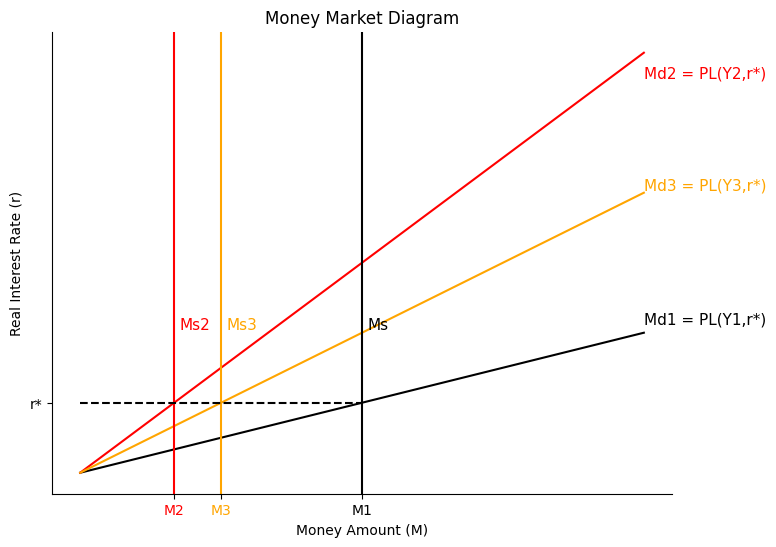 Money Market Diagram
Md2 = PL(Y2,r*)
Md3 = PL(Y3,r*)
Ms2
Ms3
Ms
Md1 = PL(Y1,r*)
Real Interest Rate (r)
r*
M2
M3
M1
Money Amount (M)